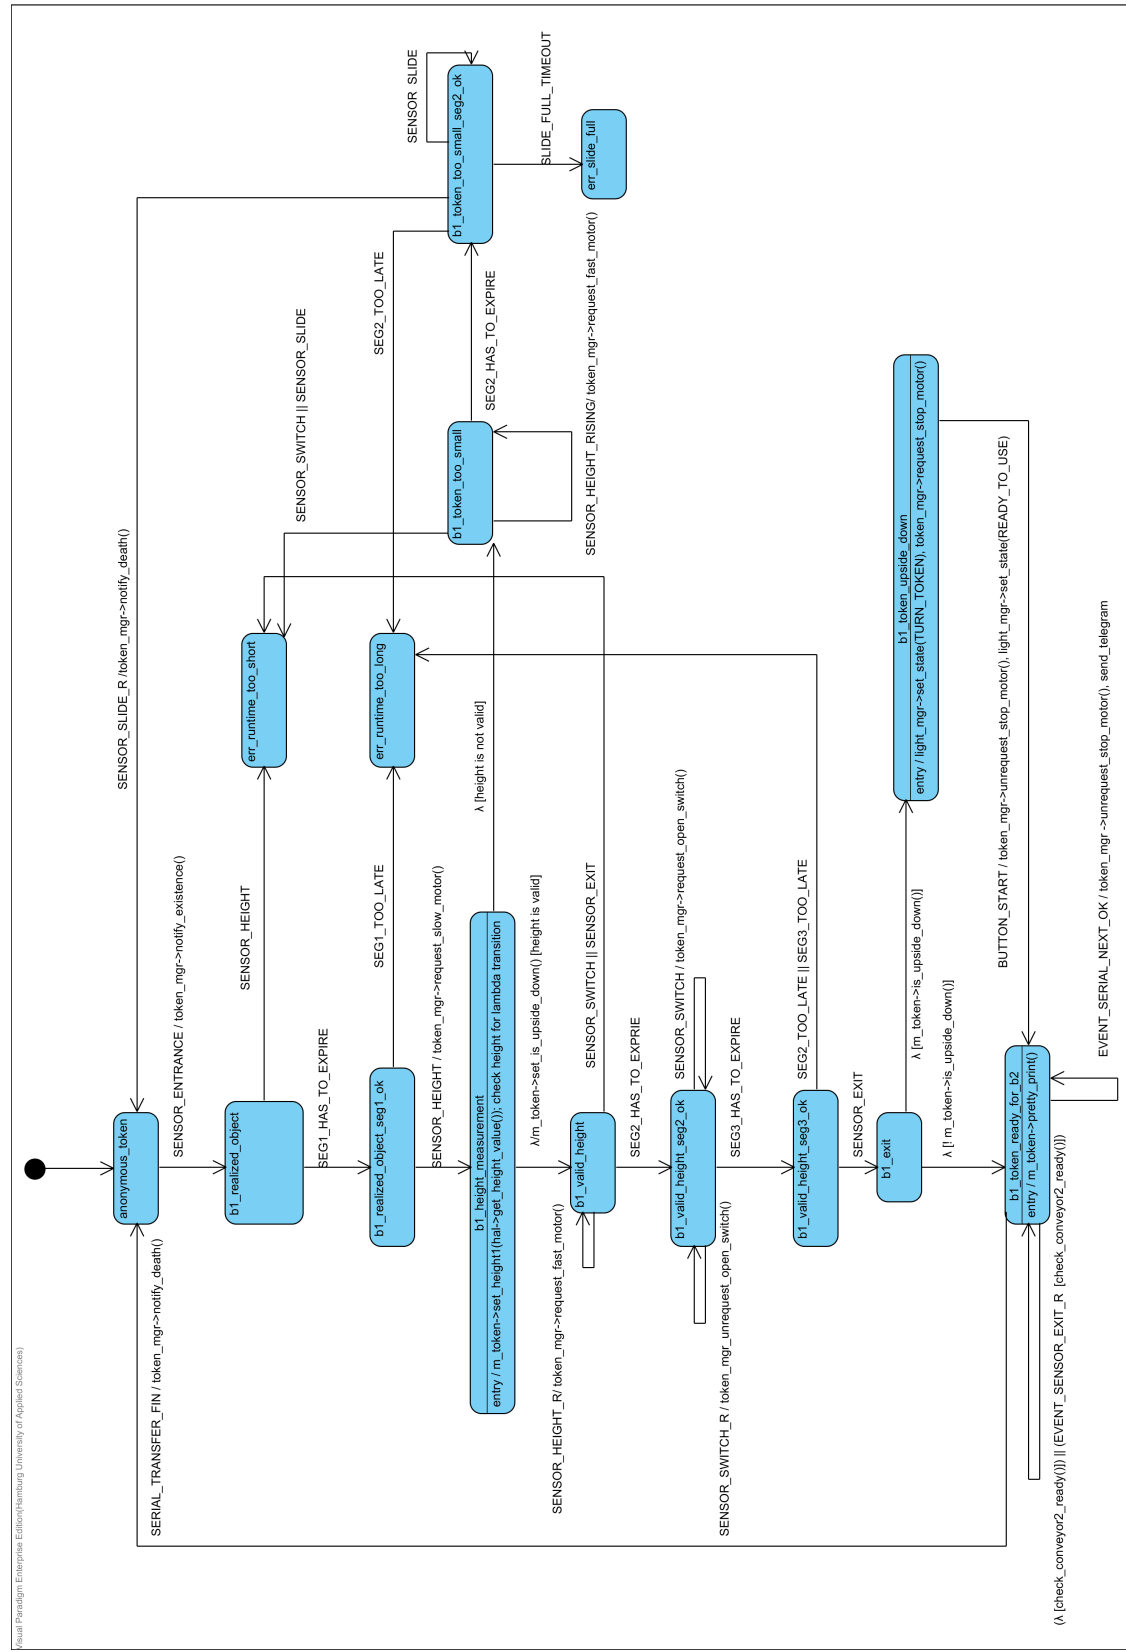 Visual Paradigm Enterprise Edition(Hamburg University of Applied Sciences)
SERIAL_TRANSFER_FIN / token_mgr->notify_death()
anonymous_token
SENSOR_SLIDE_R /token_mgr->notify_death()
SENSOR_ENTRANCE / token_mgr->notify_existence()
b1_realized_object
SENSOR_HEIGHT
err_runtime_too_short
SENSOR_SWITCH || SENSOR_SLIDE
SEG1_HAS_TO_EXPIRE
b1_realized_object_seg1_ok
SEG1_TOO_LATE
err_runtime_too_long
SEG2_TOO_LATE
SENSOR_SLIDE
SENSOR_HEIGHT / token_mgr->request_slow_motor()
b1_height_measurement
entry / m_token->set_height1(hal->get_height_value()); check height for lambda transition
λ [height is not valid]
b1_token_too_small
SEG2_HAS_TO_EXPIRE
b1_token_too_small_seg2_ok
SLIDE_FULL_TIMEOUT
err_slide_full
SENSOR_HEIGHT_RISING/ token_mgr->request_fast_motor()
λ/m_token->set_is_upside_down() [height is valid]
SENSOR_HEIGHT_R/ token_mgr->request_fast_motor()
b1_valid_height
SENSOR_SWITCH || SENSOR_EXIT
SEG2_HAS_TO_EXPRIE
b1_valid_height_seg2_ok
SENSOR_SWITCH / token_mgr->request_open_switch()
SENSOR_SWITCH_R / token_mgr_unrequest_open_switch()
SEG3_HAS_TO_EXPIRE
b1_valid_height_seg3_ok
SEG2_TOO_LATE || SEG3_TOO_LATE
SENSOR_EXIT
b1_exit
λ [m_token->is_upside_down()]
b1_token_upside_down
entry / light_mgr->set_state(TURN_TOKEN), token_mgr->request_stop_motor()
λ [! m_token->is_upside_down()]
BUTTON_START / token_mgr->unrequest_stop_motor(), light_mgr->set_state(READY_TO_USE)
b1_token_ready_for_b2
entry / m_token->pretty_print()
(λ [check_conveyor2_ready()]) || (EVENT_SENSOR_EXIT_R  [check_conveyor2_ready()])
EVENT_SERIAL_NEXT_OK / token_mgr ->unrequest_stop_motor(), send_telegram